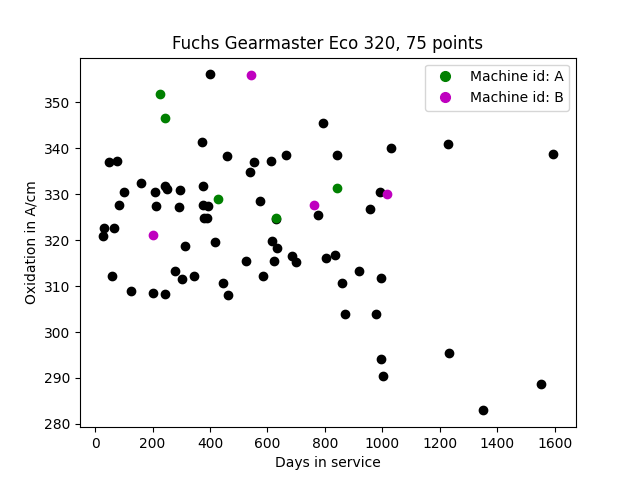 Fuchs Gearmaster Eco 320, 75 points
Machine id: A
Machine id: B
Oxidation in A/cm
350
340
330
320
310
300
290
280
0 200 400 600 800 1000 1200 1400 1600
Days in service